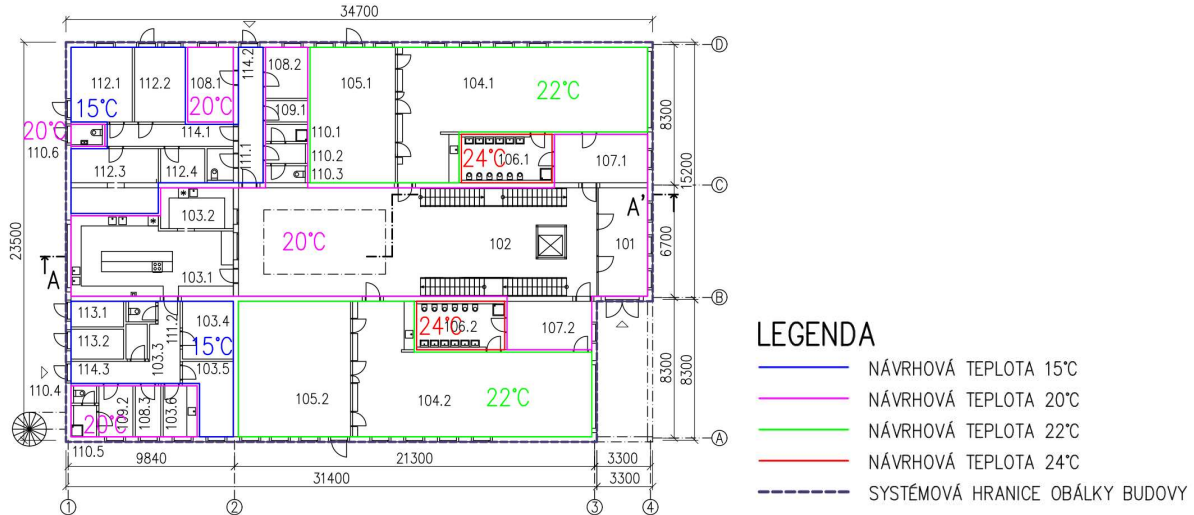 34700
D
112.1
112.2
108.1
114.2
108.2
105.1
104.1
22°C
15°C
20°C
109.1
8300
20°C
114.1
110.1
24°C
106.1
15200
110.6
111.1
110.2
107.1
112.3
112.4
110.3
C
23500
103.2
A'
20°C
102
101
6700
A
103.1
B
113.1
111.2
103.4
24°C
106.2
113.2
15°C
107.2
103.3
114.3
103.5
8300
8300
110.4
109.2
108.3
103.6
105.2
104.2
22°C
20°C
A
110.5
9840
21300
3300
31400
3300
1
2
3
4
LEGENDA
NÁVRHOVÁ TEPLOTA 15°C
NÁVRHOVÁ TEPLOTA 20°C
NÁVRHOVÁ TEPLOTA 22°C
NÁVRHOVÁ TEPLOTA 24°C
SYSTÉMOVÁ HRANICE OBÁLKY BUDOVY